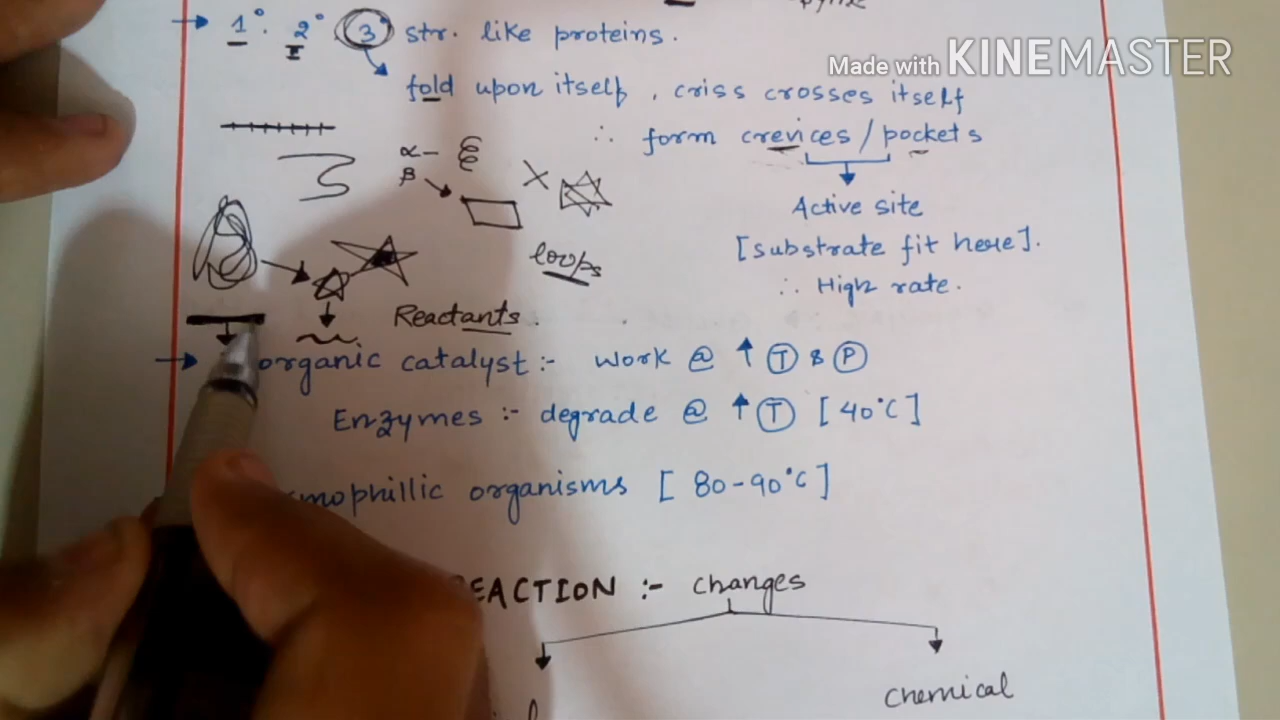 → 1° . 2° 3° str. like proteins.
Made with KINEMASTER
fold upon itself , criss crosses itself
∴ form crevices / pockets
α –
β
Active site
[substrate fit here].
loops
∴ High rate.
Reactants .
→ organic catalyst :- work @ ↑ T & P
Enzymes :- degrade @ ↑ T [40°C]
organisms [ 80-90°C ]
:- changes
chemical